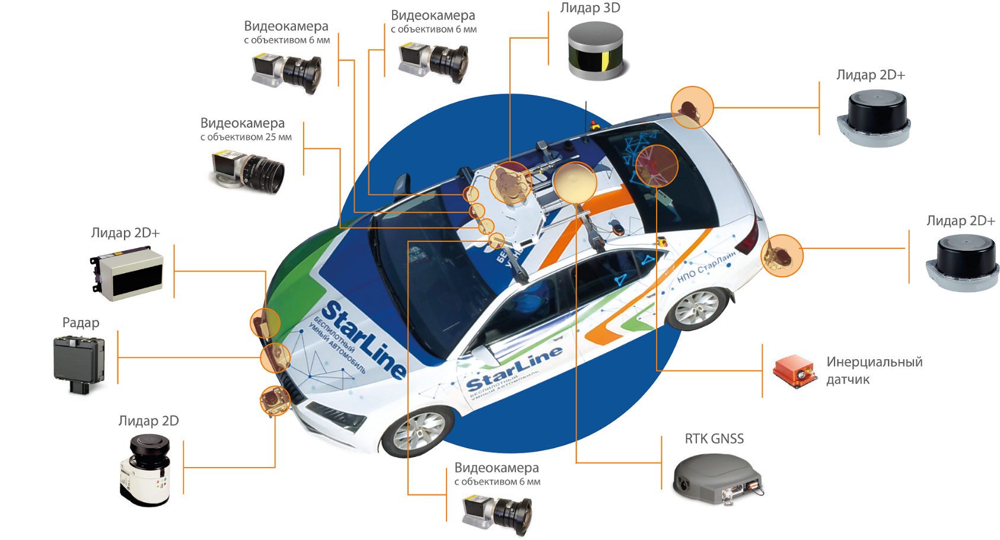 Видеокамера
с объективом 6 мм
Видеокамера
с объективом 6 мм
Лидар 3D
Лидар 2D+
Видеокамера
с объективом 25 мм
Лидар 2D+
Лидар 2D+
Радар
Лидар 2D
НПО СтарЛайн
StarLine
БЕСПИЛОТНЫЙ
УМНЫЙ АВТОМОБИЛЬ
StarLine
БЕСПИЛОТНЫЙ
УМНЫЙ АВТОМОБИЛЬ
Инерциальный
датчик
RTK GNSS
Видеокамера
с объективом 6 мм